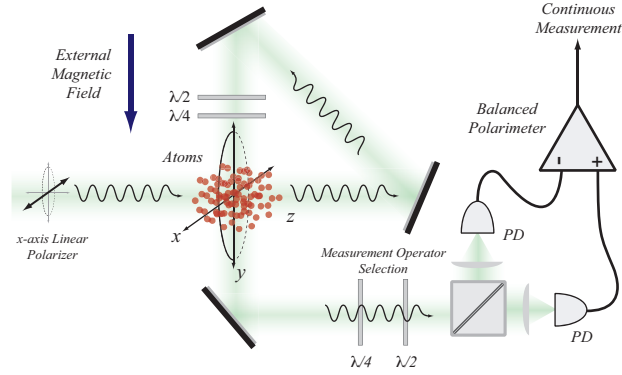 Continuous
Measurement
External
Magnetic
Field
λ/2
λ/4
Balanced
Polarimeter
Atoms
- +
x-axis Linear
Polarizer
x
z
y
PD
Measurement Operator
Selection
PD
λ/4
λ/2